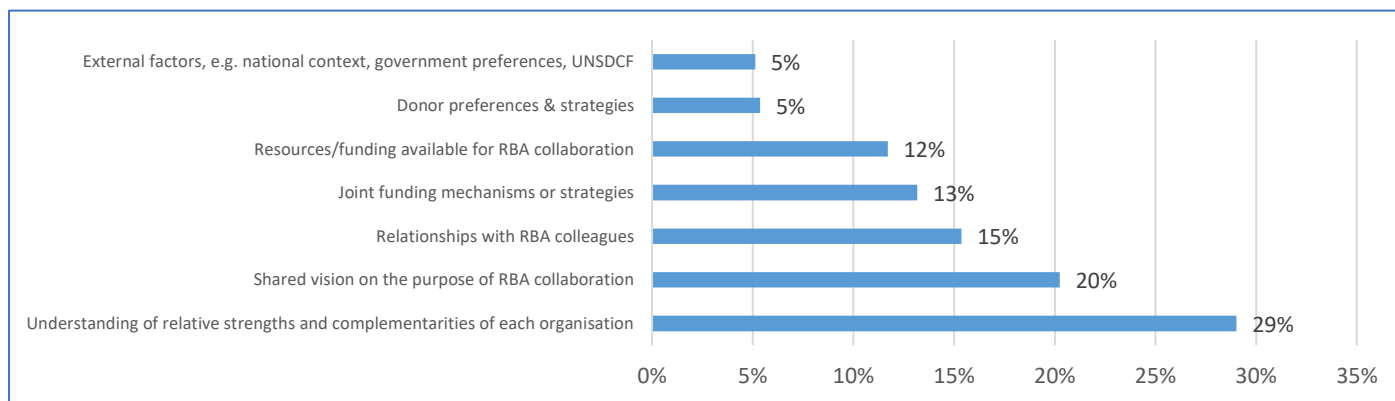 External factors, e.g. national context, government preferences, UNSDCF 5%
Donor preferences & strategies 5%
Resources/funding available for RBA collaboration 12%
Joint funding mechanisms or strategies 13%
Relationships with RBA colleagues 15%
Shared vision on the purpose of RBA collaboration 20%
Understanding of relative strengths and complementarities of each organisation 29%
0% 5% 10% 15% 20% 25% 30% 35%